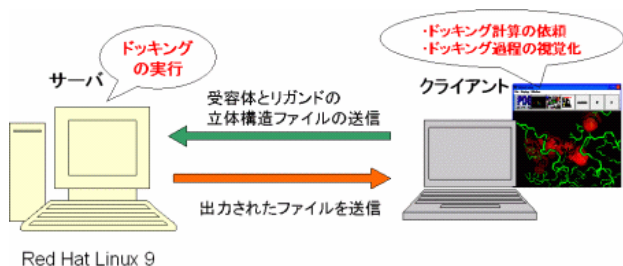 ドッキング
の実行
・ドッキング計算の依頼
・ドッキング過程の視覚化
サーバ
クライアント
受容体とリガンドの
立体構造ファイルの送信
出力されたファイルを送信
Red Hat Linux 9